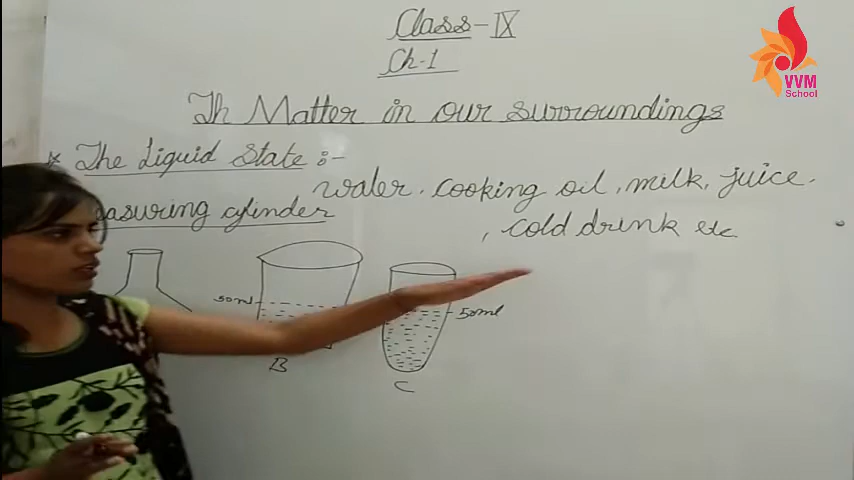 Class-IX
Ch-1
Th Matter in our surroundings
* The Liquid State :-
water, cooking oil, milk, juice.
asuring cylinder
, cold drink etc
50ml
50ml
B
C
VVM
School